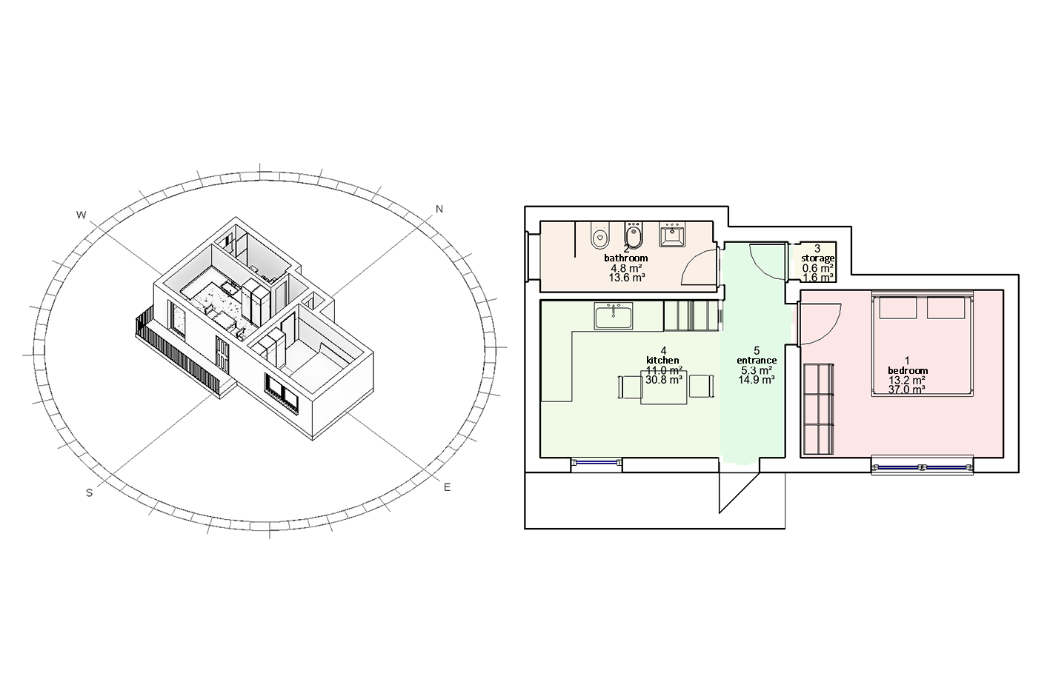 W
N
S
E
2
bathroom
4.8 m²
13.6 m³
3
storage
0.6 m²
1.6 m³
4
kitchen
11.0 m²
30.8 m³
5
entrance
5.3 m²
14.9 m³
1
bedroom
13.2 m²
37.0 m³